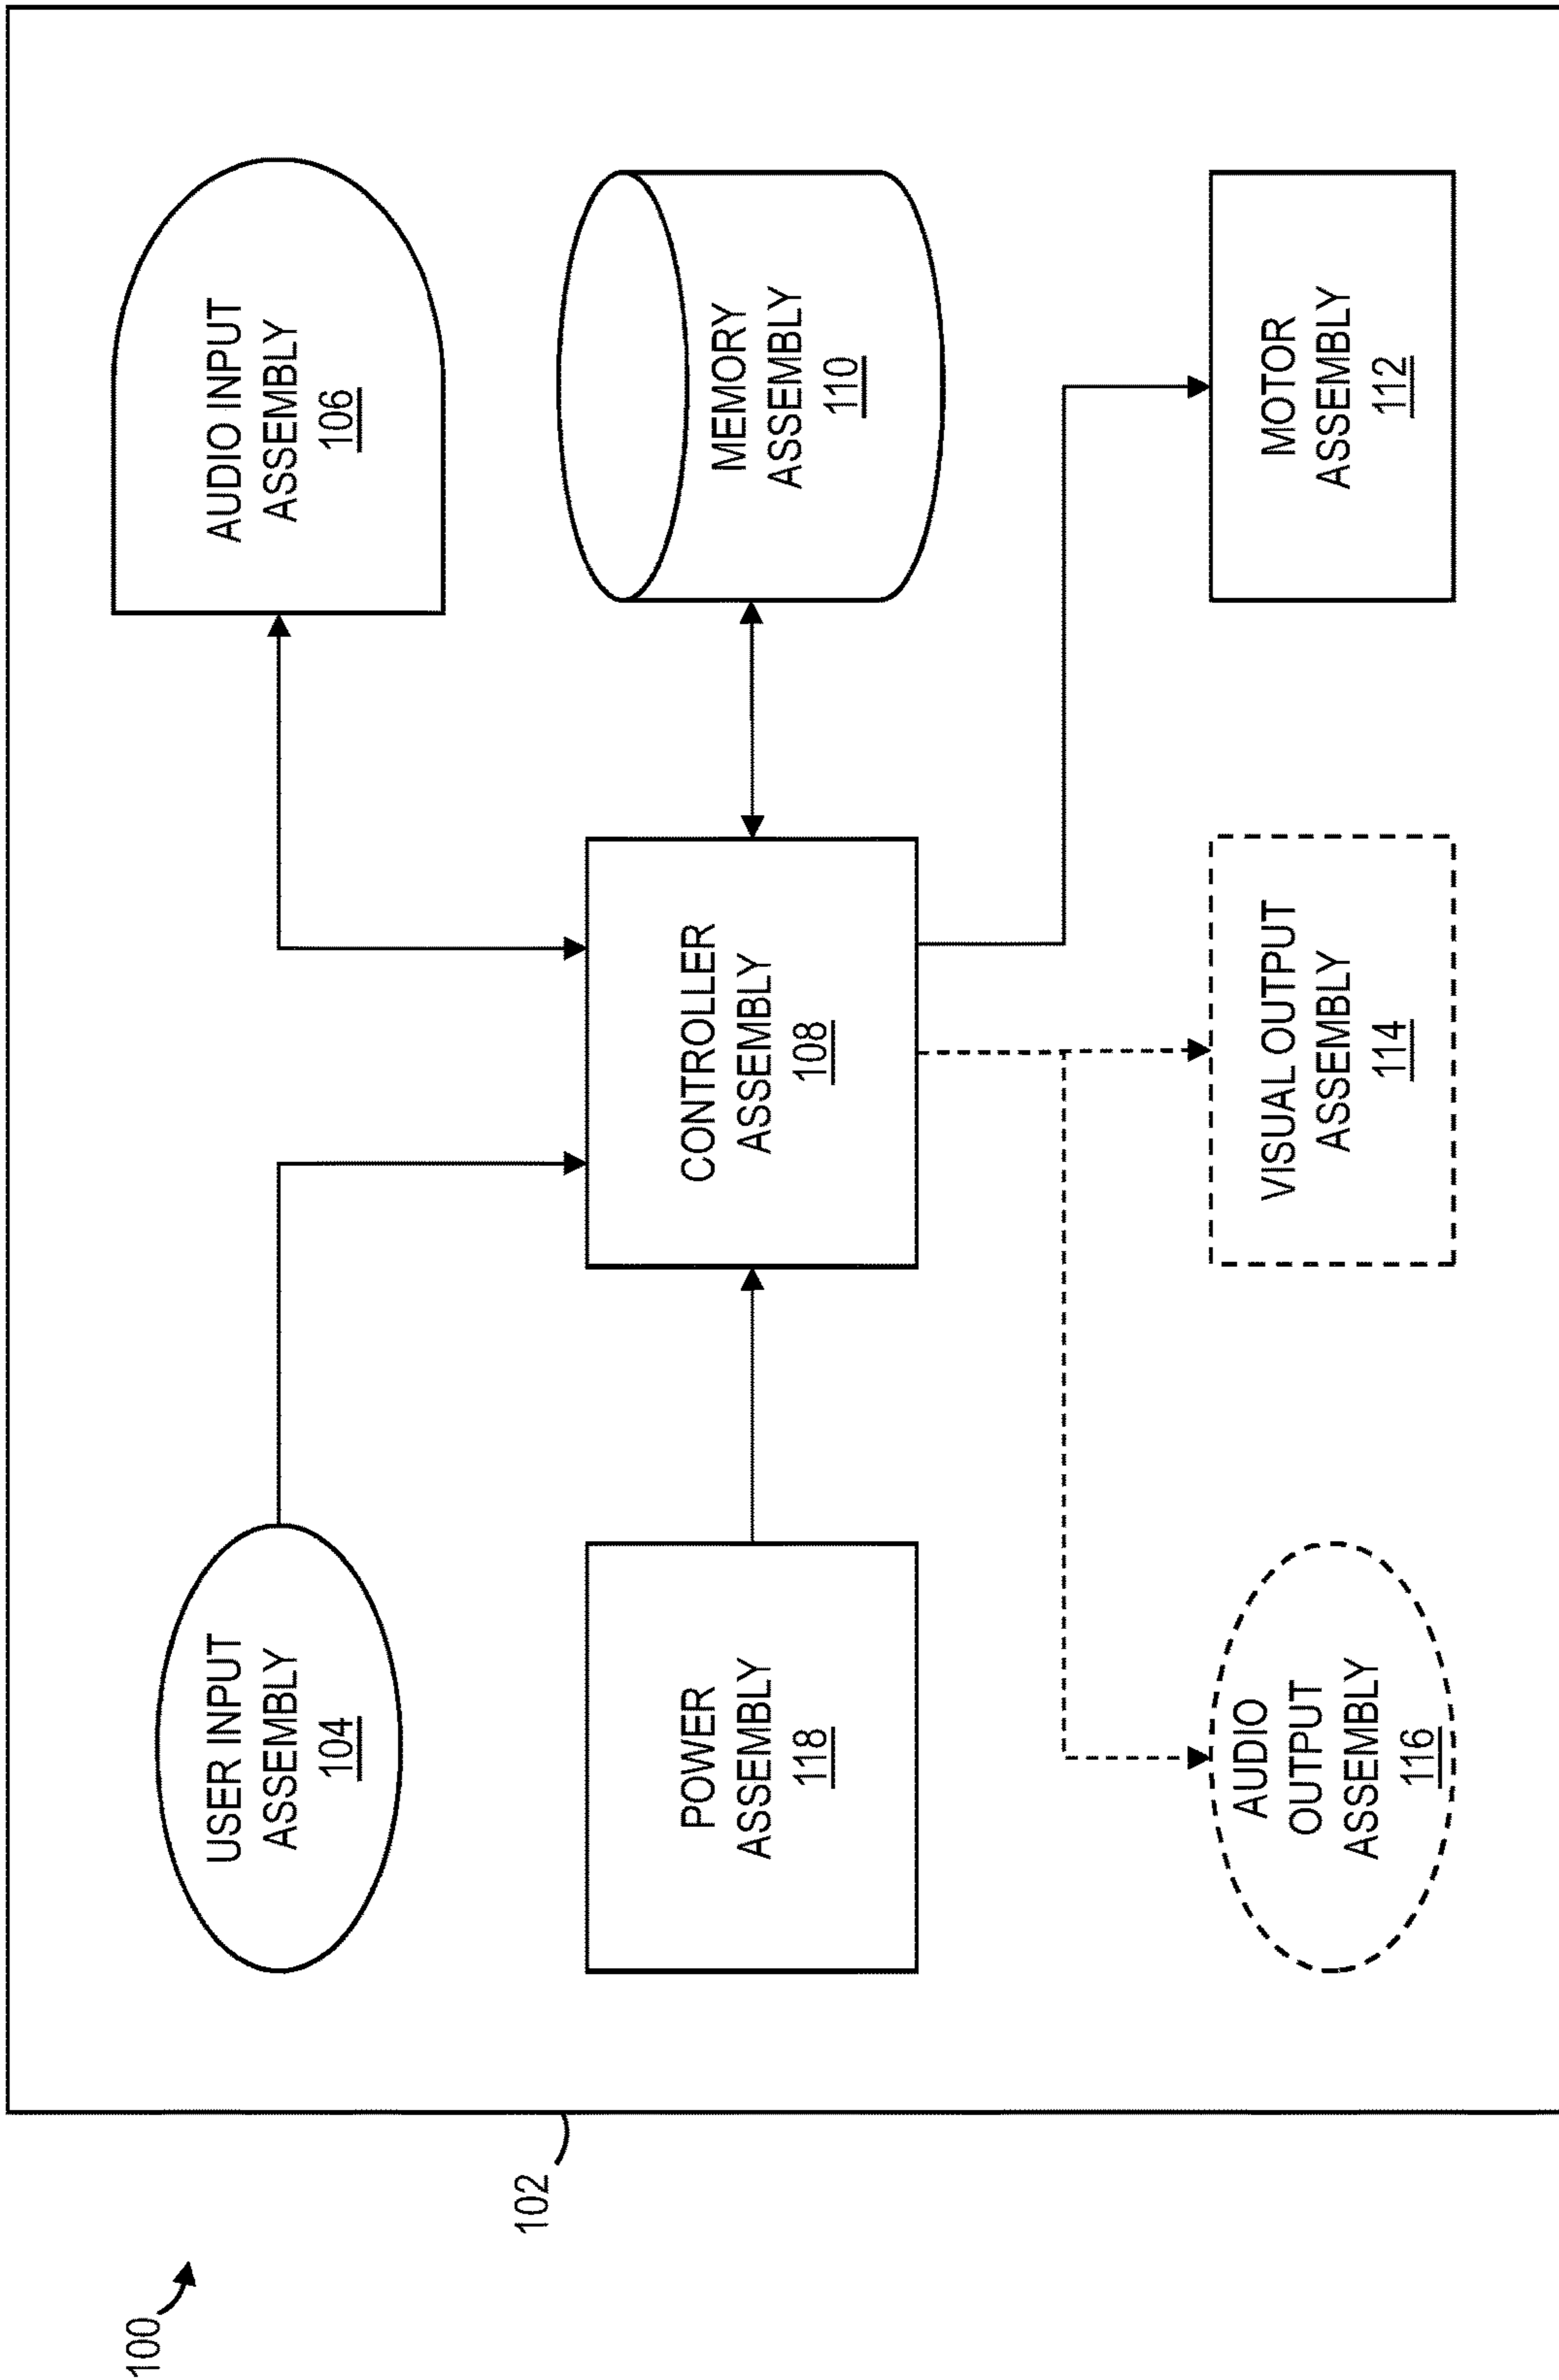 100
102
USER INPUT
ASSEMBLY
104
AUDIO INPUT
ASSEMBLY
106
POWER
ASSEMBLY
118
CONTROLLER
ASSEMBLY
108
MEMORY
ASSEMBLY
110
AUDIO
OUTPUT
ASSEMBLY
116
VISUAL OUTPUT
ASSEMBLY
114
MOTOR
ASSEMBLY
112